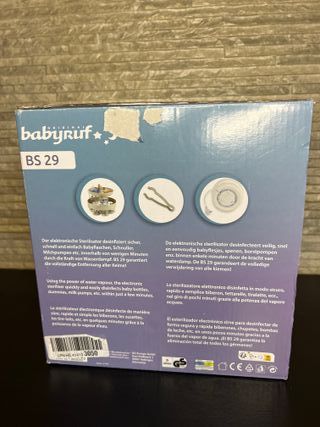 ORIGINAL
babyruf
BS 29
Der elektronische Sterilisator desinfiziert sicher,
schnell und einfach Babyflaschen, Schnuller,
Milchpumpen etc. innerhalb von wenigen Minuten
durch die Kraft von Wasserdampf. BS 29 garantiert
die vollständige Entfernung aller Keime!
De elektronische sterilisator desinfecteert veilig, snel
en eenvoudig babyflesjes, spenen, borstpompen
enz. binnen enkele minuten door de kracht van
waterdamp. De BS 29 garandeert de volledige
verwijdering van alle kiemen!
Using the power of water vapour, the electronic
steriliser quickly and easily disinfects baby bottles,
dummies, milk pumps, etc. within just a few minutes.
Lo sterilizzatore elettronico disinfetta in modo sicuro,
rapido e semplice biberon, tettarelle, tiralatte, ecc.,
nel giro di pochi minuti grazie alla potenza del vapore
acqueo.
Le stérilisateur électronique désinfecte de manière
sûre, rapide et simple les biberons, les sucettes,
les tire-laits, etc. en quelques minutes grâce à la
puissance de la vapeur d'eau.
El esterilizador electrónico sirve para desinfectar de
forma segura y rápida biberones, chupetes, bombas
de leche, etc. en unos pocos minutos gracias a la
fuerza del vapor de agua. ¡El BS 29 garantiza la
eliminación total de todos los gérmenes!
3050
GS
CE